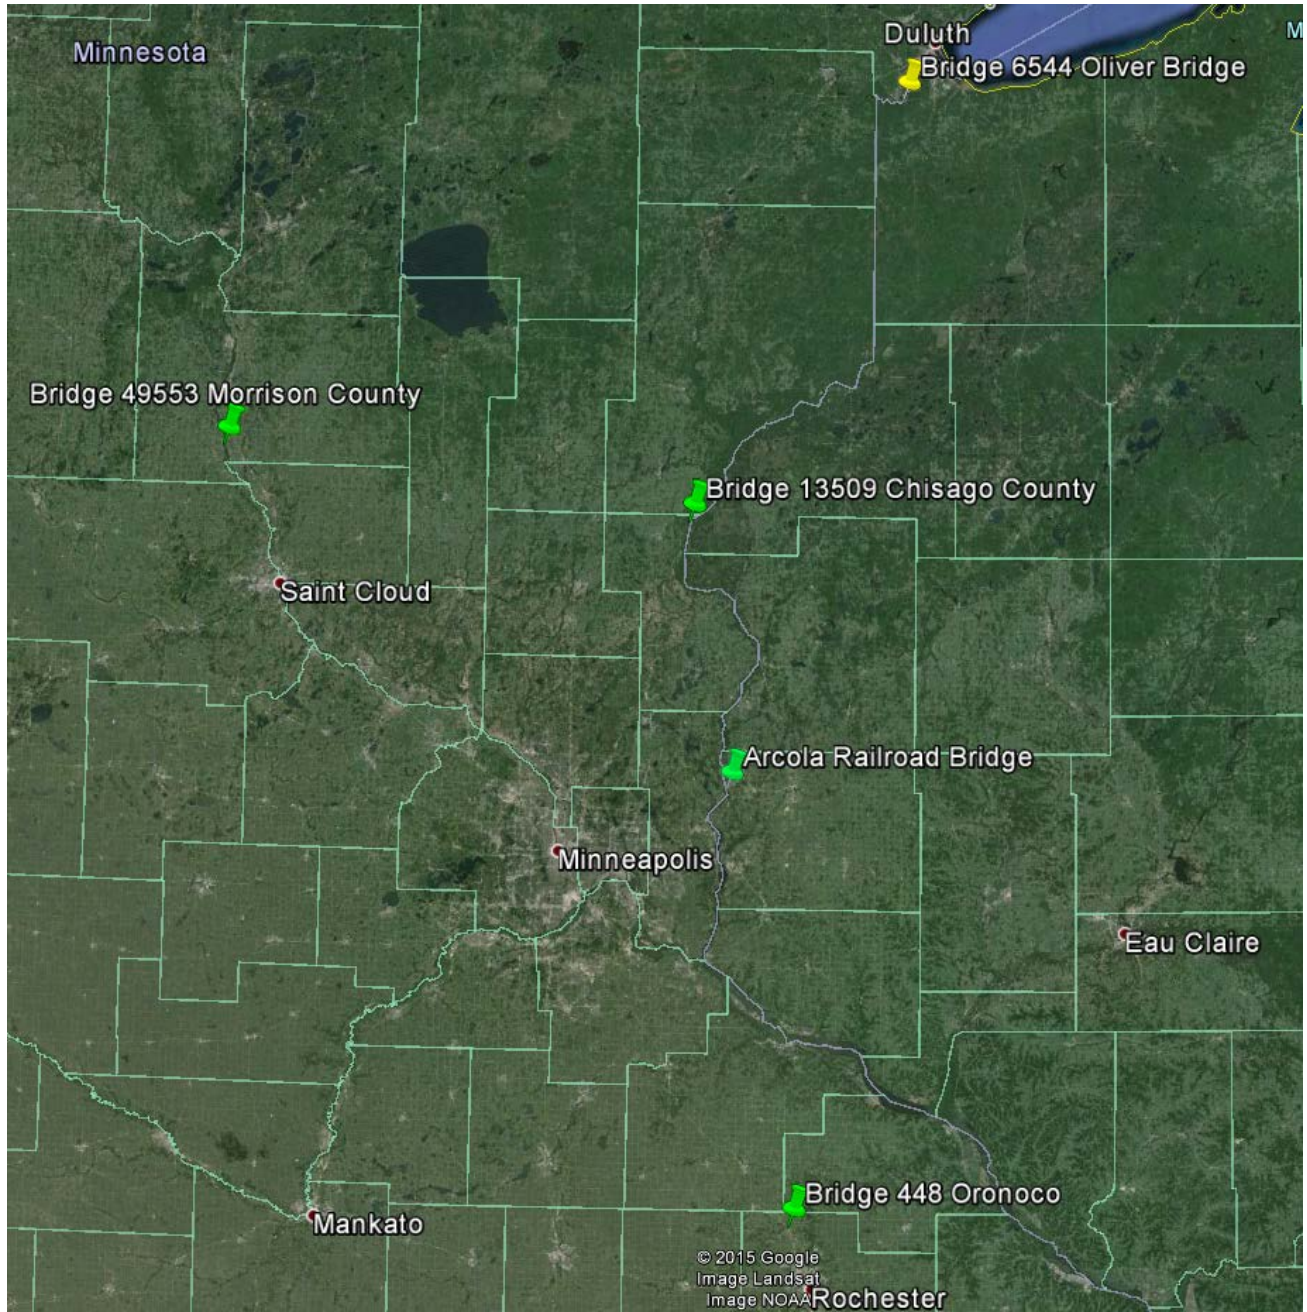 Duluth
Minnesota
M
Bridge 6544 Oliver Bridge
Bridge 49553 Morrison County
Bridge 13509 Chisago County
Saint Cloud
Arcola Railroad Bridge
Minneapolis
Eau Claire
Bridge 448 Oronoco
Mankato
© 2015 Google
Image Landsat
Image NOAA
Rochester